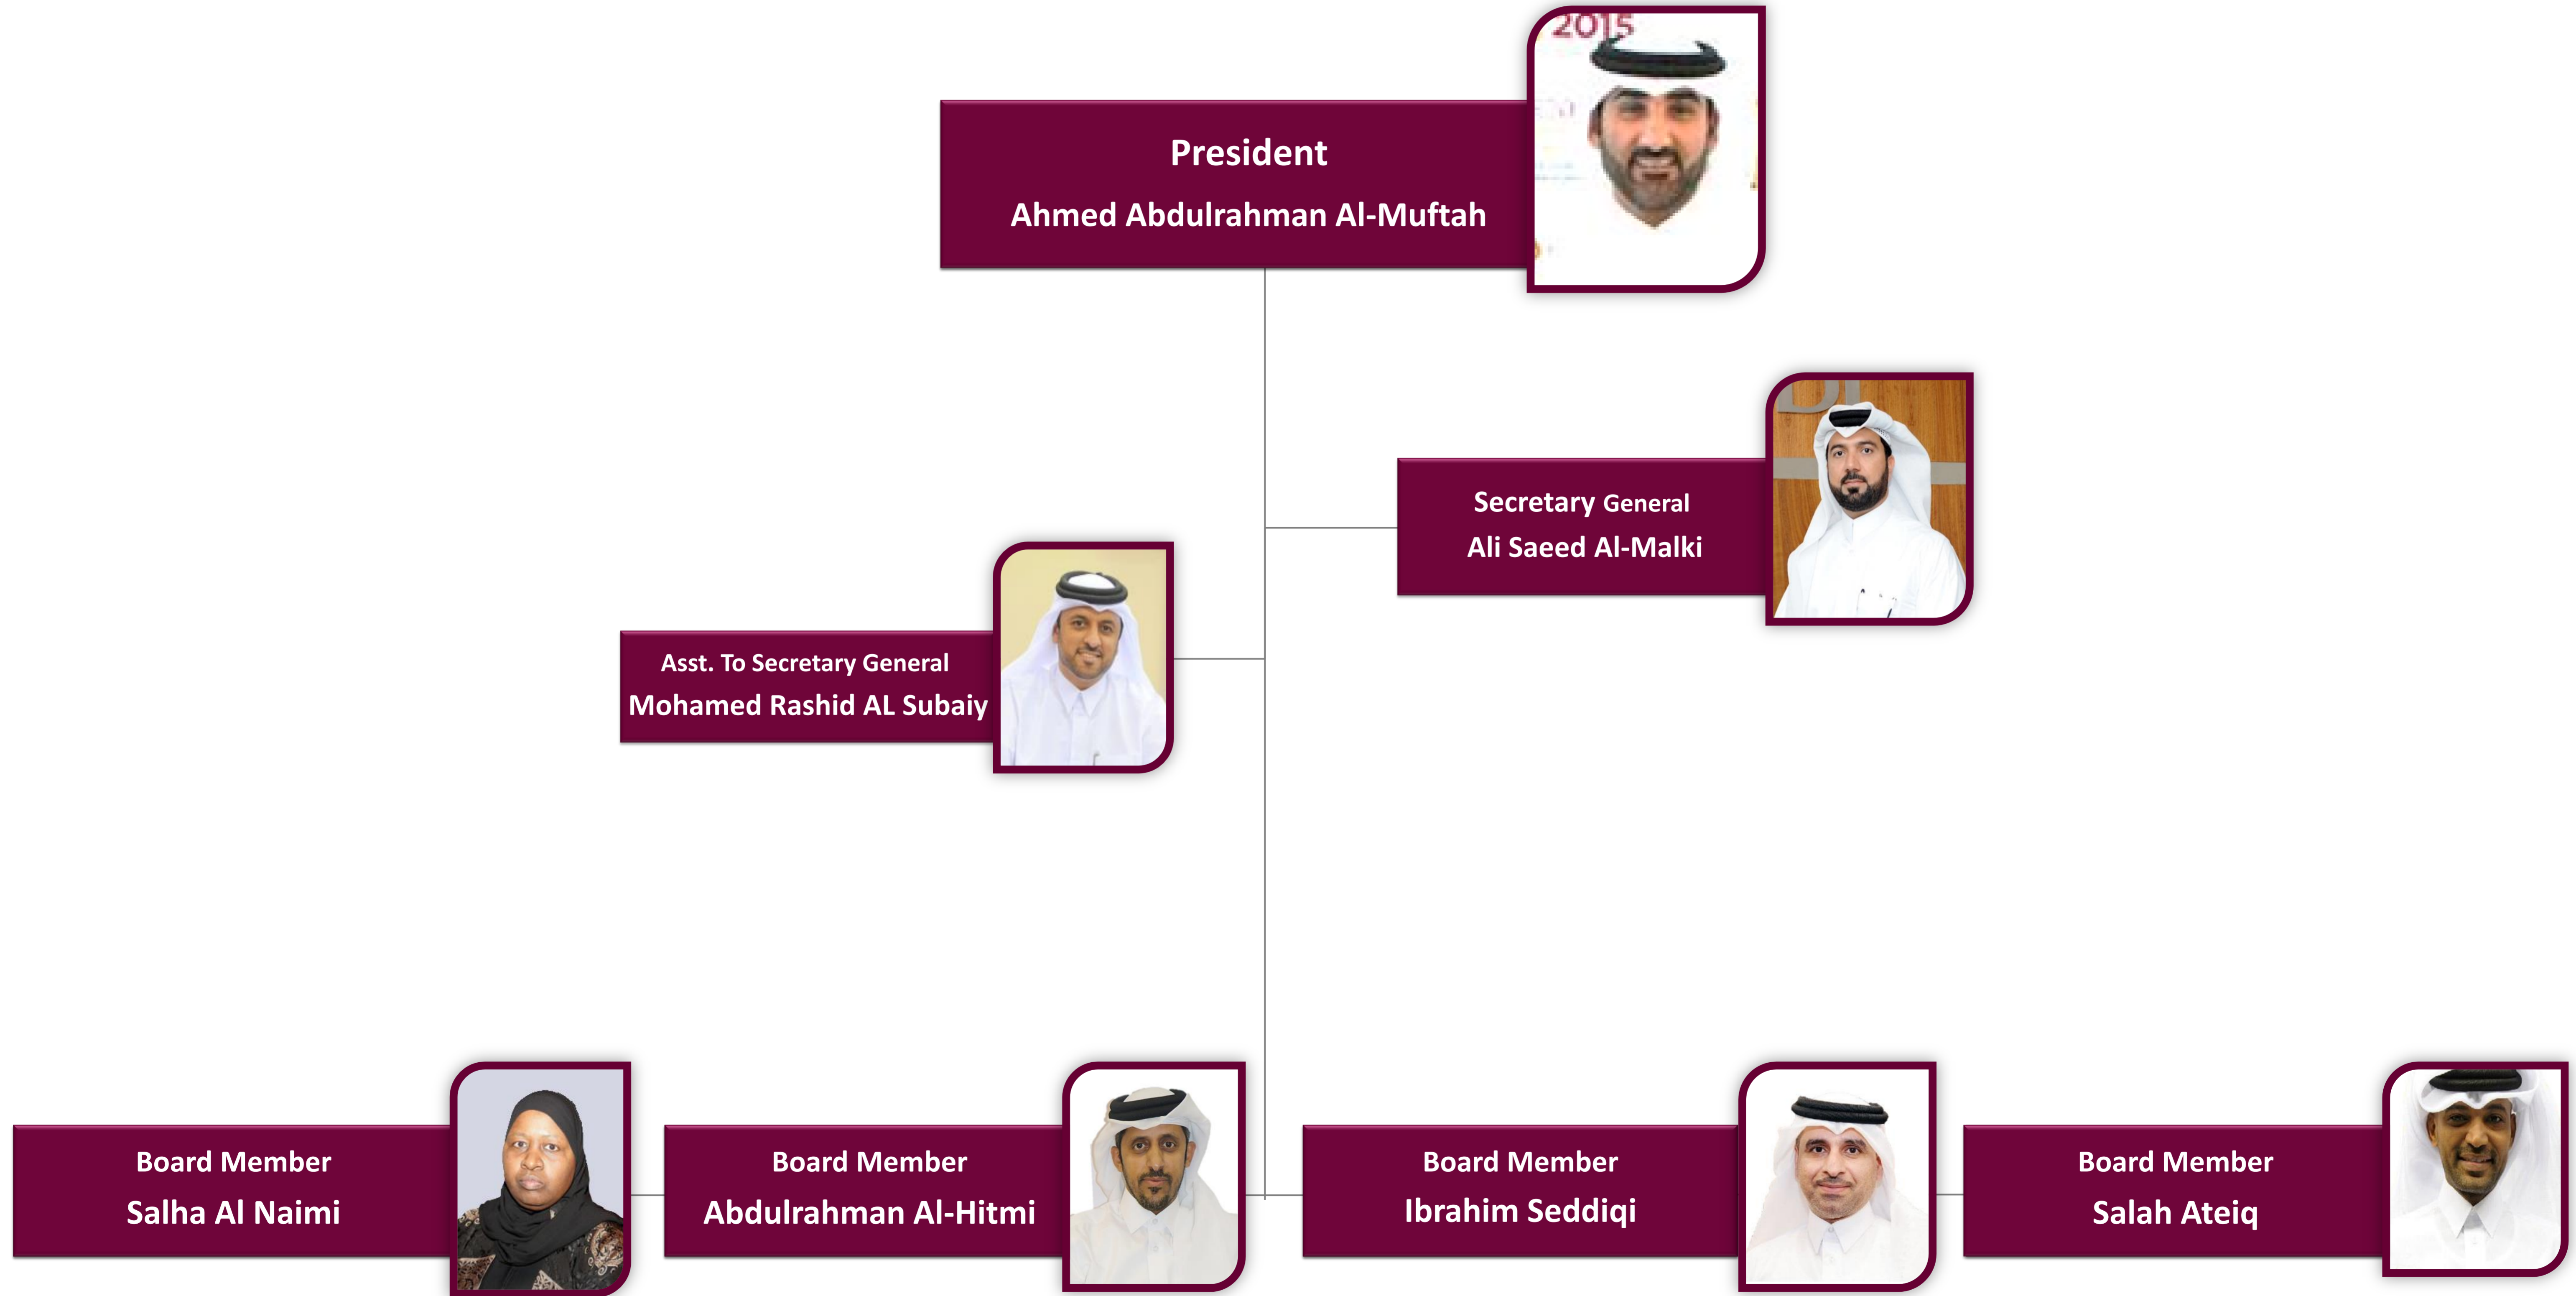 2015
President
Ahmed Abdulrahman Al-Muftah
Secretary General
Ali Saeed Al-Malki
Asst. To Secretary General
Mohamed Rashid AL Subaiy
Board Member
Salha Al Naimi
Board Member
Abdulrahman Al-Hitmi
Board Member
Ibrahim Seddiqi
Board Member
Salah Ateiq